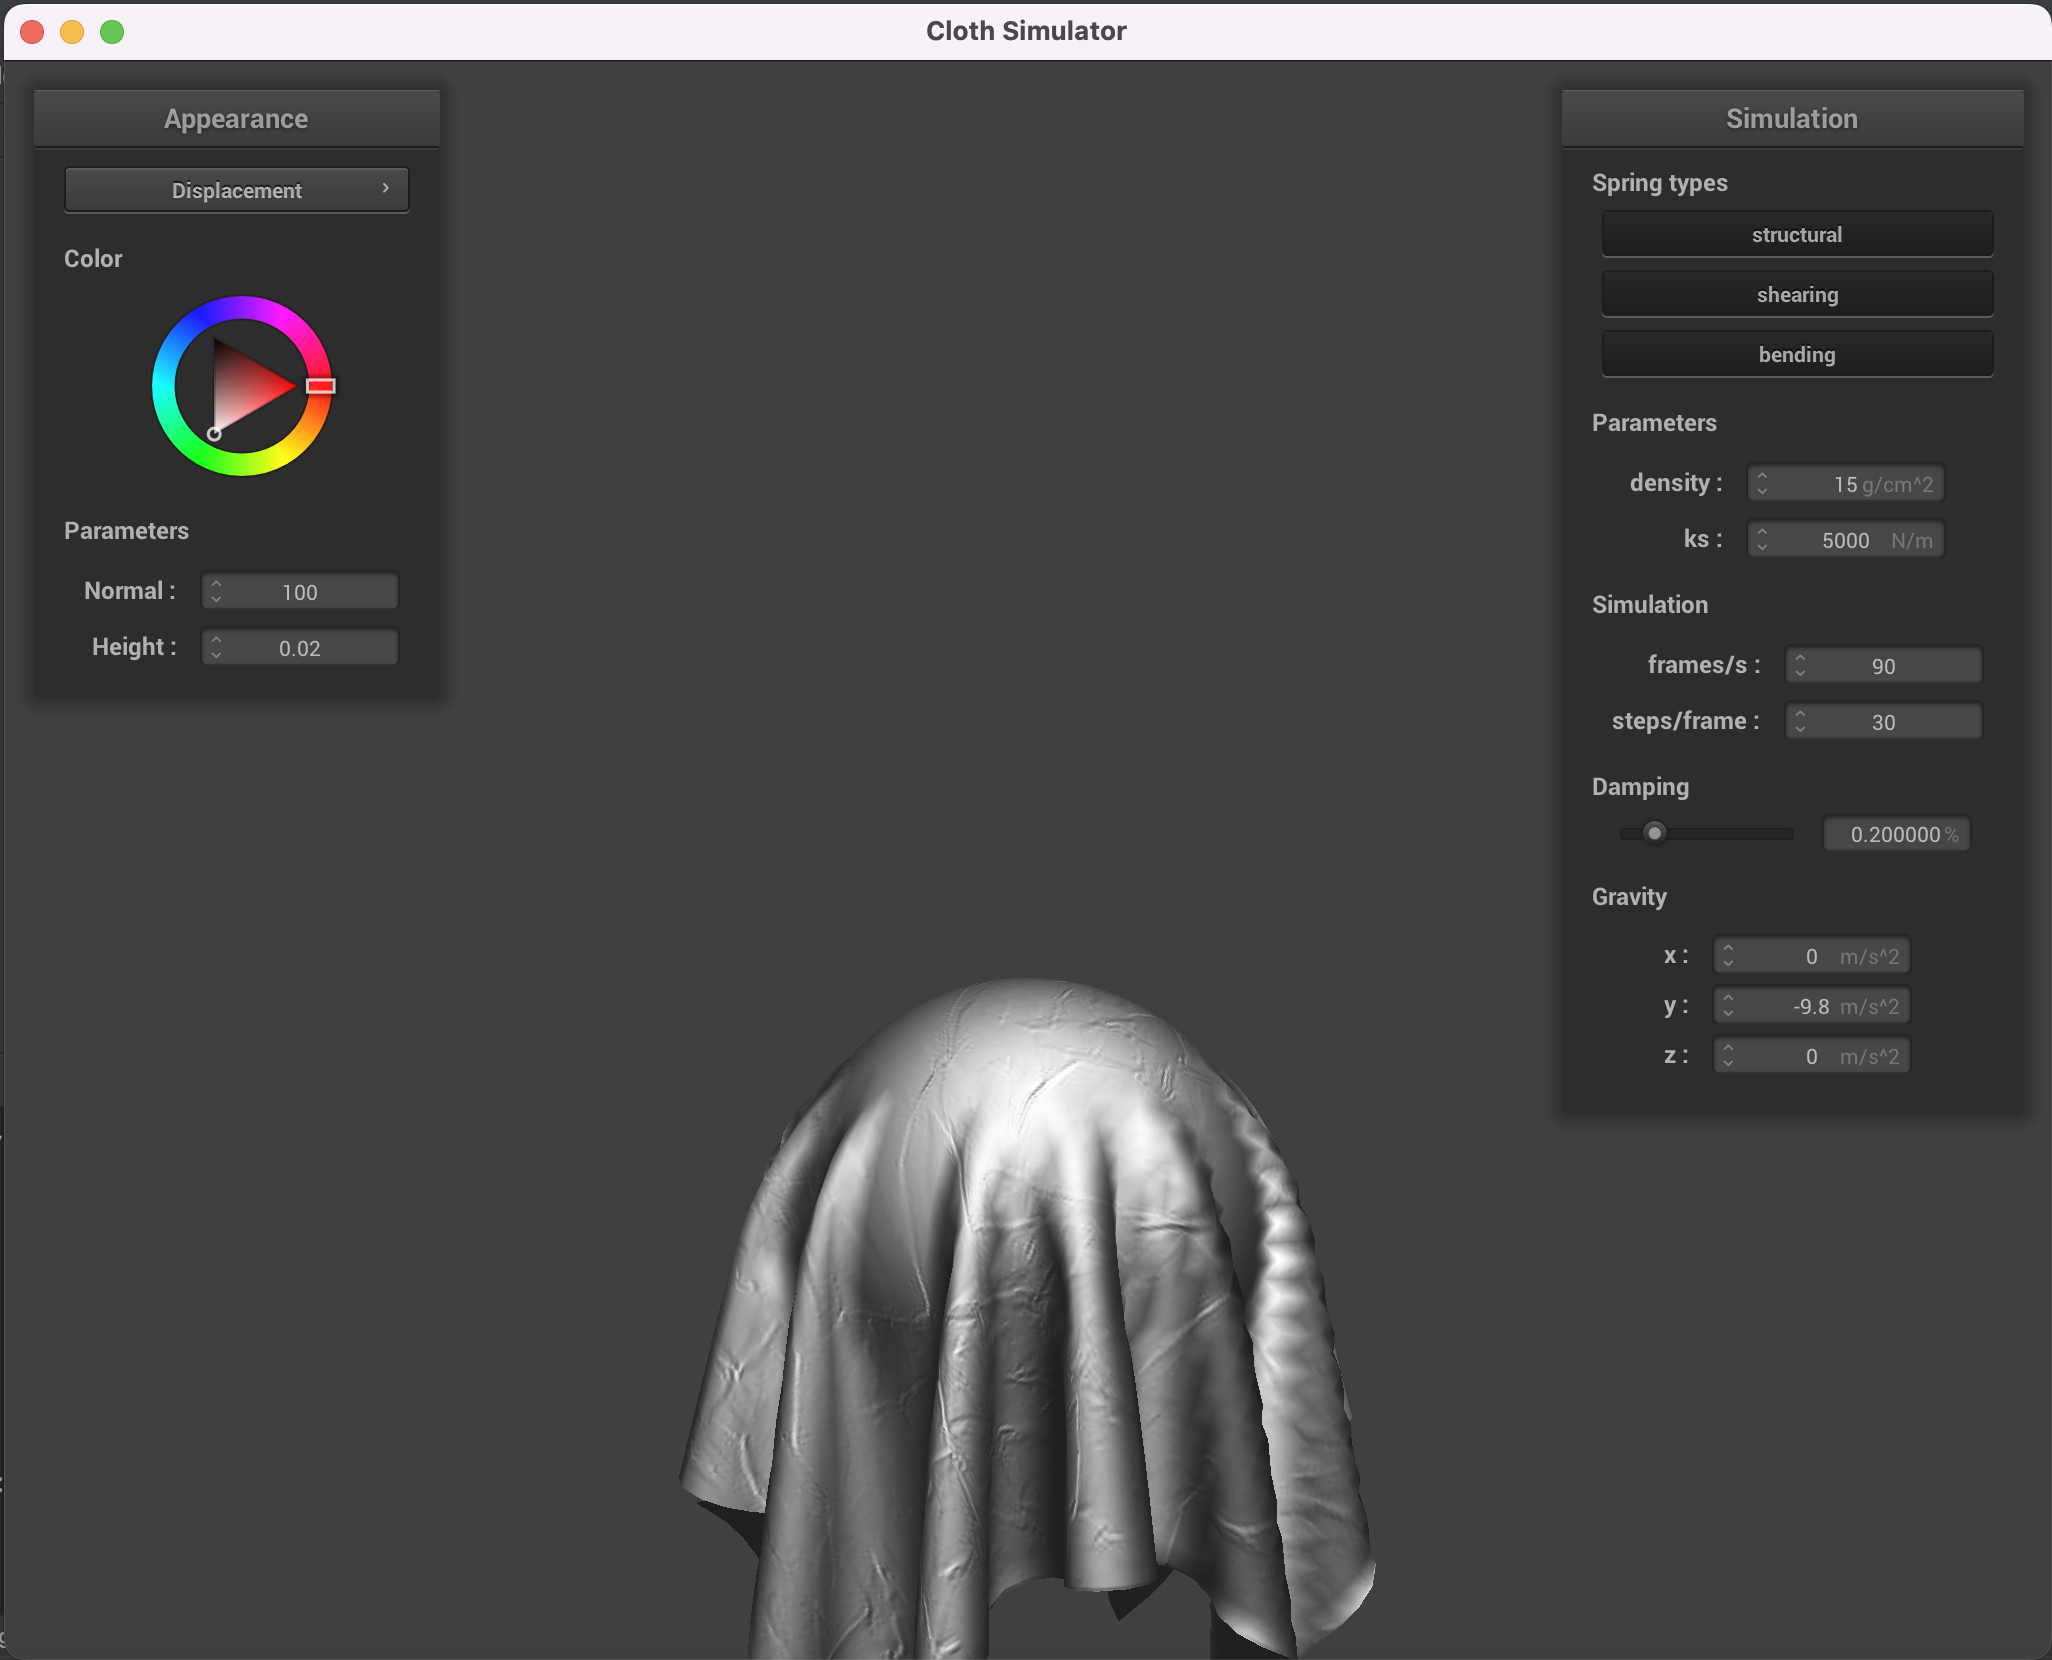 Cloth Simulator
Appearance
Displacement
Color
Parameters
Normal :
100
Height :
0.02
Simulation
Spring types
structural
shearing
bending
Parameters
density :
15 g/cm^2
ks :
5000 N/m
Simulation
frames/s :
90
steps/frame :
30
Damping
0.200000 %
Gravity
x :
0 m/s^2
y :
-9.8 m/s^2
z :
0 m/s^2